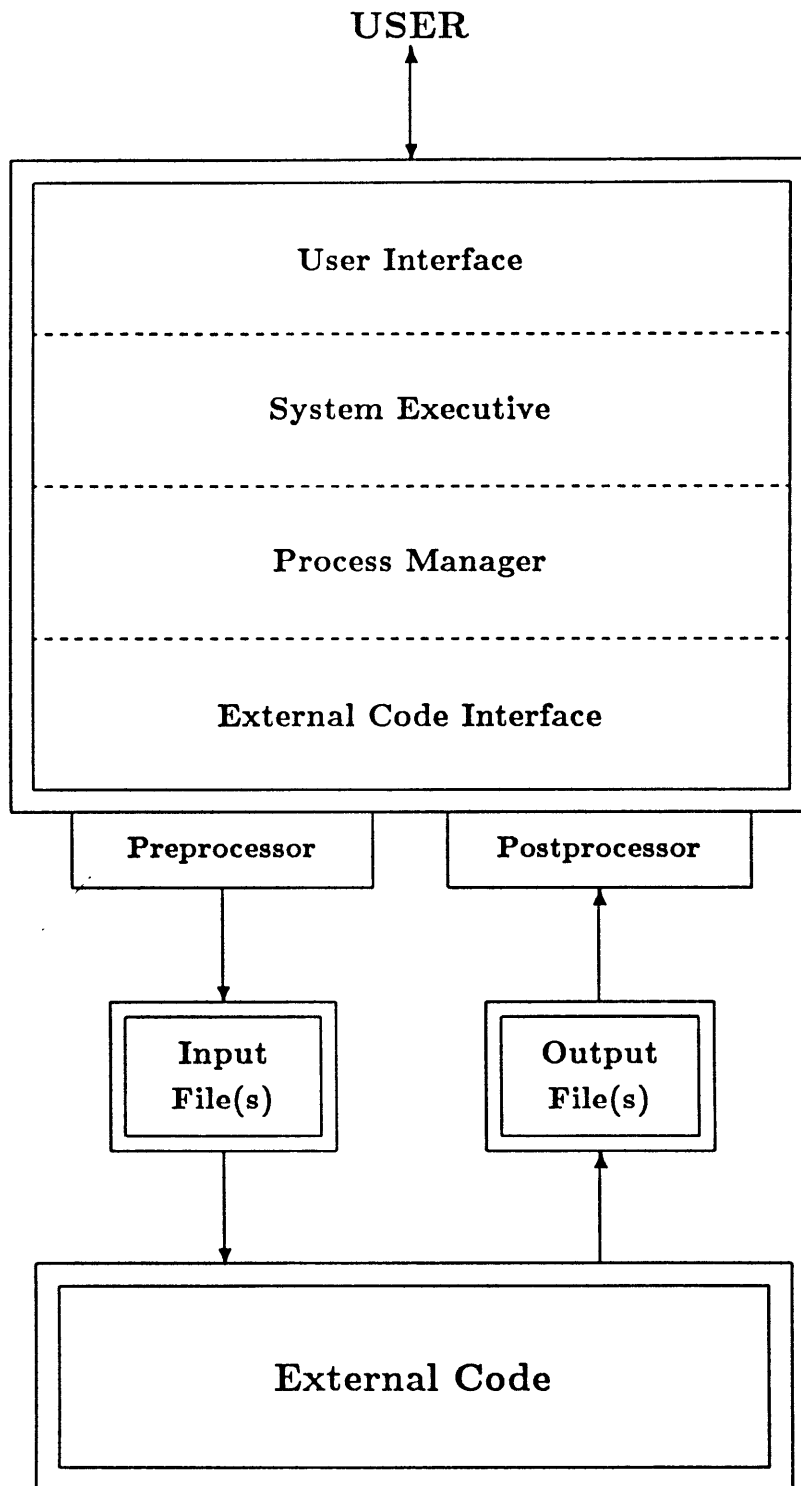 USER
User Interface
System Executive
Process Manager
External Code Interface
Preprocessor
Postprocessor
Input
File(s)
Output
File(s)
External Code